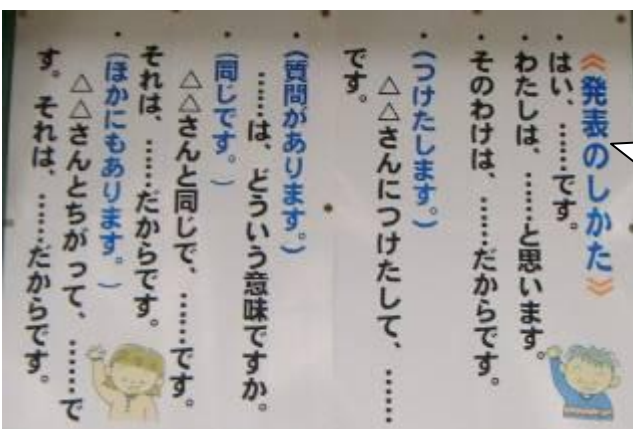 《発表のしかた》
・はい、……です。
・わたしは、……と思います。
・そのわけは、……だからです。
・(つけたします。)
△△さんにつけたして、……
です。
・(質問があります。)
……は、どういう意味ですか。
・(同じです。)
△△さんと同じで、……です。
それは、……だからです。
・(ほかにもあります。)
△△さんとちがって、……で
す。それは、……だからです。